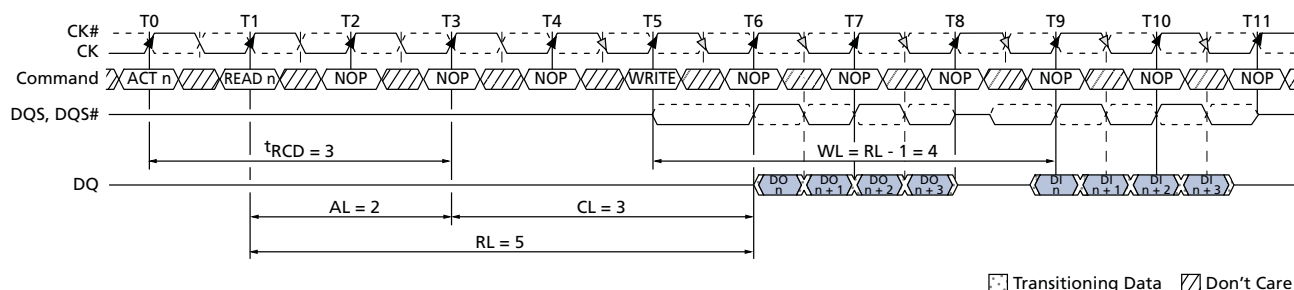 T0 T1 T2 T3 T4 T5 T6 T7 T8 T9 T10 T11
CK#
CK
Command ACT n READ n NOP NOP NOP WRITE NOP NOP NOP NOP NOP NOP
DQS, DQS#
tRCD = 3 WL = RL - 1 = 4
DQ DO n DO n + 1 DO n + 2 DO n + 3 DI n DI n + 1 DI n + 2 DI n + 3
AL = 2 CL = 3
RL = 5
Transitioning Data Don't Care